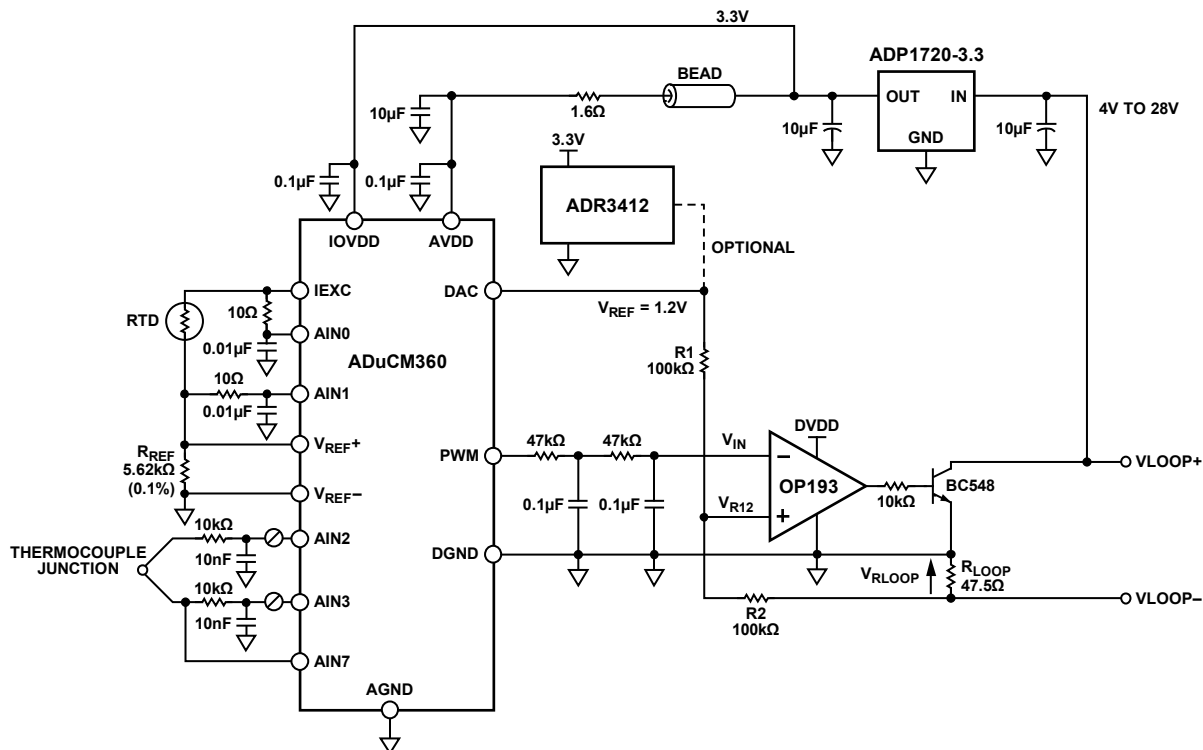 3.3V
ADP1720-3.3
BEAD
OUT
IN
GND
10µF
1.6Ω
10µF
10µF
4V TO 28V
0.1µF
0.1µF
3.3V
ADR3412
OPTIONAL
IOVDD
AVDD
IEXC
DAC
V_REF = 1.2V
RTD
10Ω
AIN0
0.01µF
ADuCM360
R1
100kΩ
10Ω
AIN1
0.01µF
V_REF+
R_REF
5.62kΩ
(0.1%)
V_REF–
PWM
47kΩ
47kΩ
V_IN
DVDD
–
OP193
+
V_R12
10kΩ
BC548
VLOOP+
0.1µF
0.1µF
10kΩ
AIN2
10nF
THERMOCOUPLE
JUNCTION
DGND
V_RLOOP
R_LOOP
47.5Ω
10kΩ
AIN3
10nF
R2
100kΩ
VLOOP–
AIN7
AGND